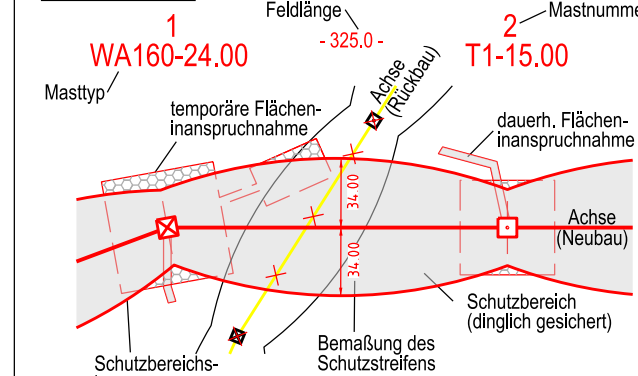 Feldlänge
1
2
Mastnumme
WA160-24.00
- 325.0 -
T1-15.00
Masttyp
Achse
(Rückbau)
temporäre Flächen-
inanspruchnahme
dauerh. Flächen-
inanspruchnahme
34.00
34.00
Achse
(Neubau)
Schutzbereich
(dinglich gesichert)
Bemaßung des
Schutzstreifens
Schutzbereichs-